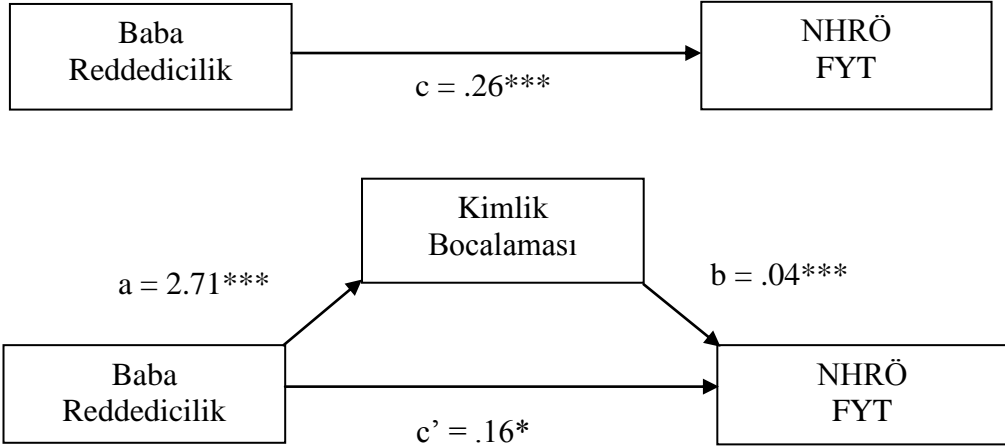 Baba
Reddedicilik
NHRÖ
FYT
c = .26***
Kimlik
Bocalaması
a = 2.71***
b = .04***
Baba
Reddedicilik
NHRÖ
FYT
c’ = .16*